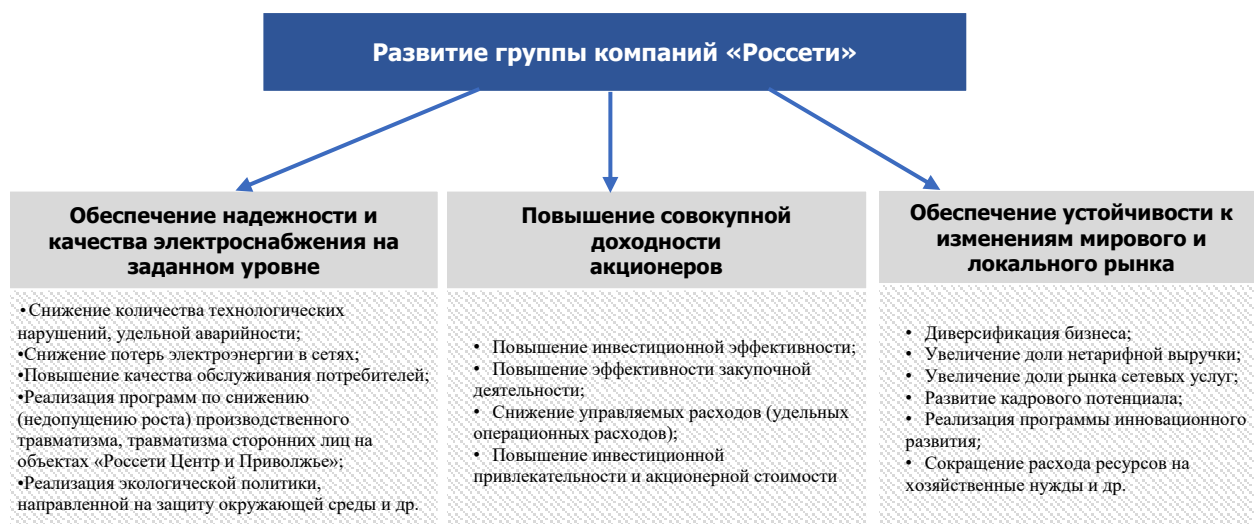 Развитие группы компаний «Россети»
Обеспечение надежности и
качества электроснабжения на
заданном уровне
•Снижение количества технологических
нарушений, удельной аварийности;
•Снижение потерь электроэнергии в сетях;
•Повышение качества обслуживания потребителей;
•Реализация программ по снижению
(недопущению роста) производственного
травматизма, травматизма сторонних лиц на
объектах «Россети Центр и Приволжье»;
•Реализация экологической политики,
направленной на защиту окружающей среды и др.
Повышение совокупной
доходности
акционеров
• Повышение инвестиционной эффективности;
• Повышение эффективности закупочной
деятельности;
• Снижение управляемых расходов (удельных
операционных расходов);
• Повышение инвестиционной
привлекательности и акционерной стоимости
Обеспечение устойчивости к
изменениям мирового и
локального рынка
• Диверсификация бизнеса;
• Увеличение доли нетарифной выручки;
• Увеличение доли рынка сетевых услуг;
• Развитие кадрового потенциала;
• Реализация программы инновационного
развития;
• Сокращение расхода ресурсов на
хозяйственные нужды и др.